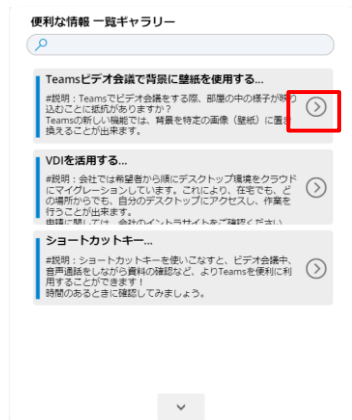 便利な情報 一覧ギャラリー
Teamsビデオ会議で背景に壁紙を使用する...
#説明：Teamsでビデオ会議をする際、部屋の中の様子が映り
込むことに抵抗がありますか？
Teamsの新しい機能では、背景を特定の画像（壁紙）に置き
換えることが出来ます。
VDIを活用する...
#説明：会社では希望者から順にデスクトップ環境をクラウド
にマイグレーションしています。これにより、在宅でも、ど
の場所からでも、自分のデスクトップにアクセスし、作業を
行うことが出来ます。
申請に関しては、会社のイントラサイトをご確認ください
ショートカットキー...
#説明：ショートカットキーを使いこなすと、ビデオ会議中、
音声通話をしながら資料の確認など、よりTeamsを便利に利
用することができます！
時間のあるときに確認してみましょう。